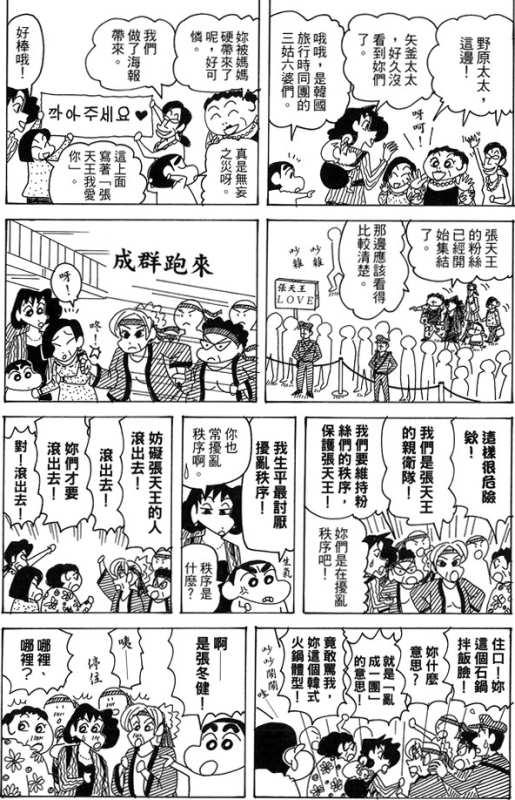 野原太太，
這邊！
矢釜太太
，好久沒
看到妳們
了。
呀呵！
哦哦，是韓國
旅行時同團的
三姑六婆們。
妳被媽媽
硬帶來了
呢，好可
憐。
真是無妄
之災呀。
我們
做了海報
帶來。
까아주세요♥
這上面
寫著「張
天王我愛
你」。
好棒哦！
張天王
的粉絲
已經開
始集結
了。
那邊應該看得
比較清楚。
吵雜
吵雜
張天王
LOVE
成群跑來
咚！
呀！
這樣很危險
欸！
我們是張天王
的親衛隊！
妳們是在擾亂
秩序吧！
我們要維持粉
絲們的秩序，
保護張天王！
我生平最討厭
擾亂秩序！
你也
常擾亂
秩序啊。
生氣
秩序是
什麼？
妨礙張天王的人
滾出去！
滾出去！
妳們才要
滾出去！
對！滾出去！
住口！妳
這個石鍋
拌飯臉！
妳什麼
意思？
就是「亂
成一團」
的意思！
竟敢罵我，
妳這個韓式
火鍋體型！
吵吵鬧鬧
啊——
是張冬健！
咦
停住
哪裡、
哪裡？